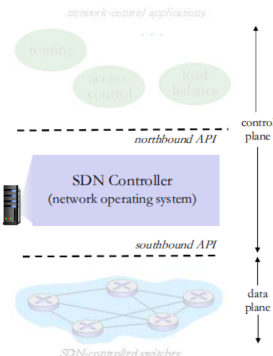 network-control applications
. . .
routing
access
control
load
balance
control
plane
northbound API
SDN Controller
(network operating system)
southbound API
data
plane
SDN-controlled switches